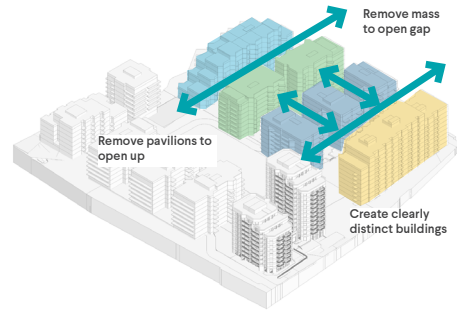 Remove mass
to open gap
Remove pavilions to
open up
Create clearly
distinct buildings